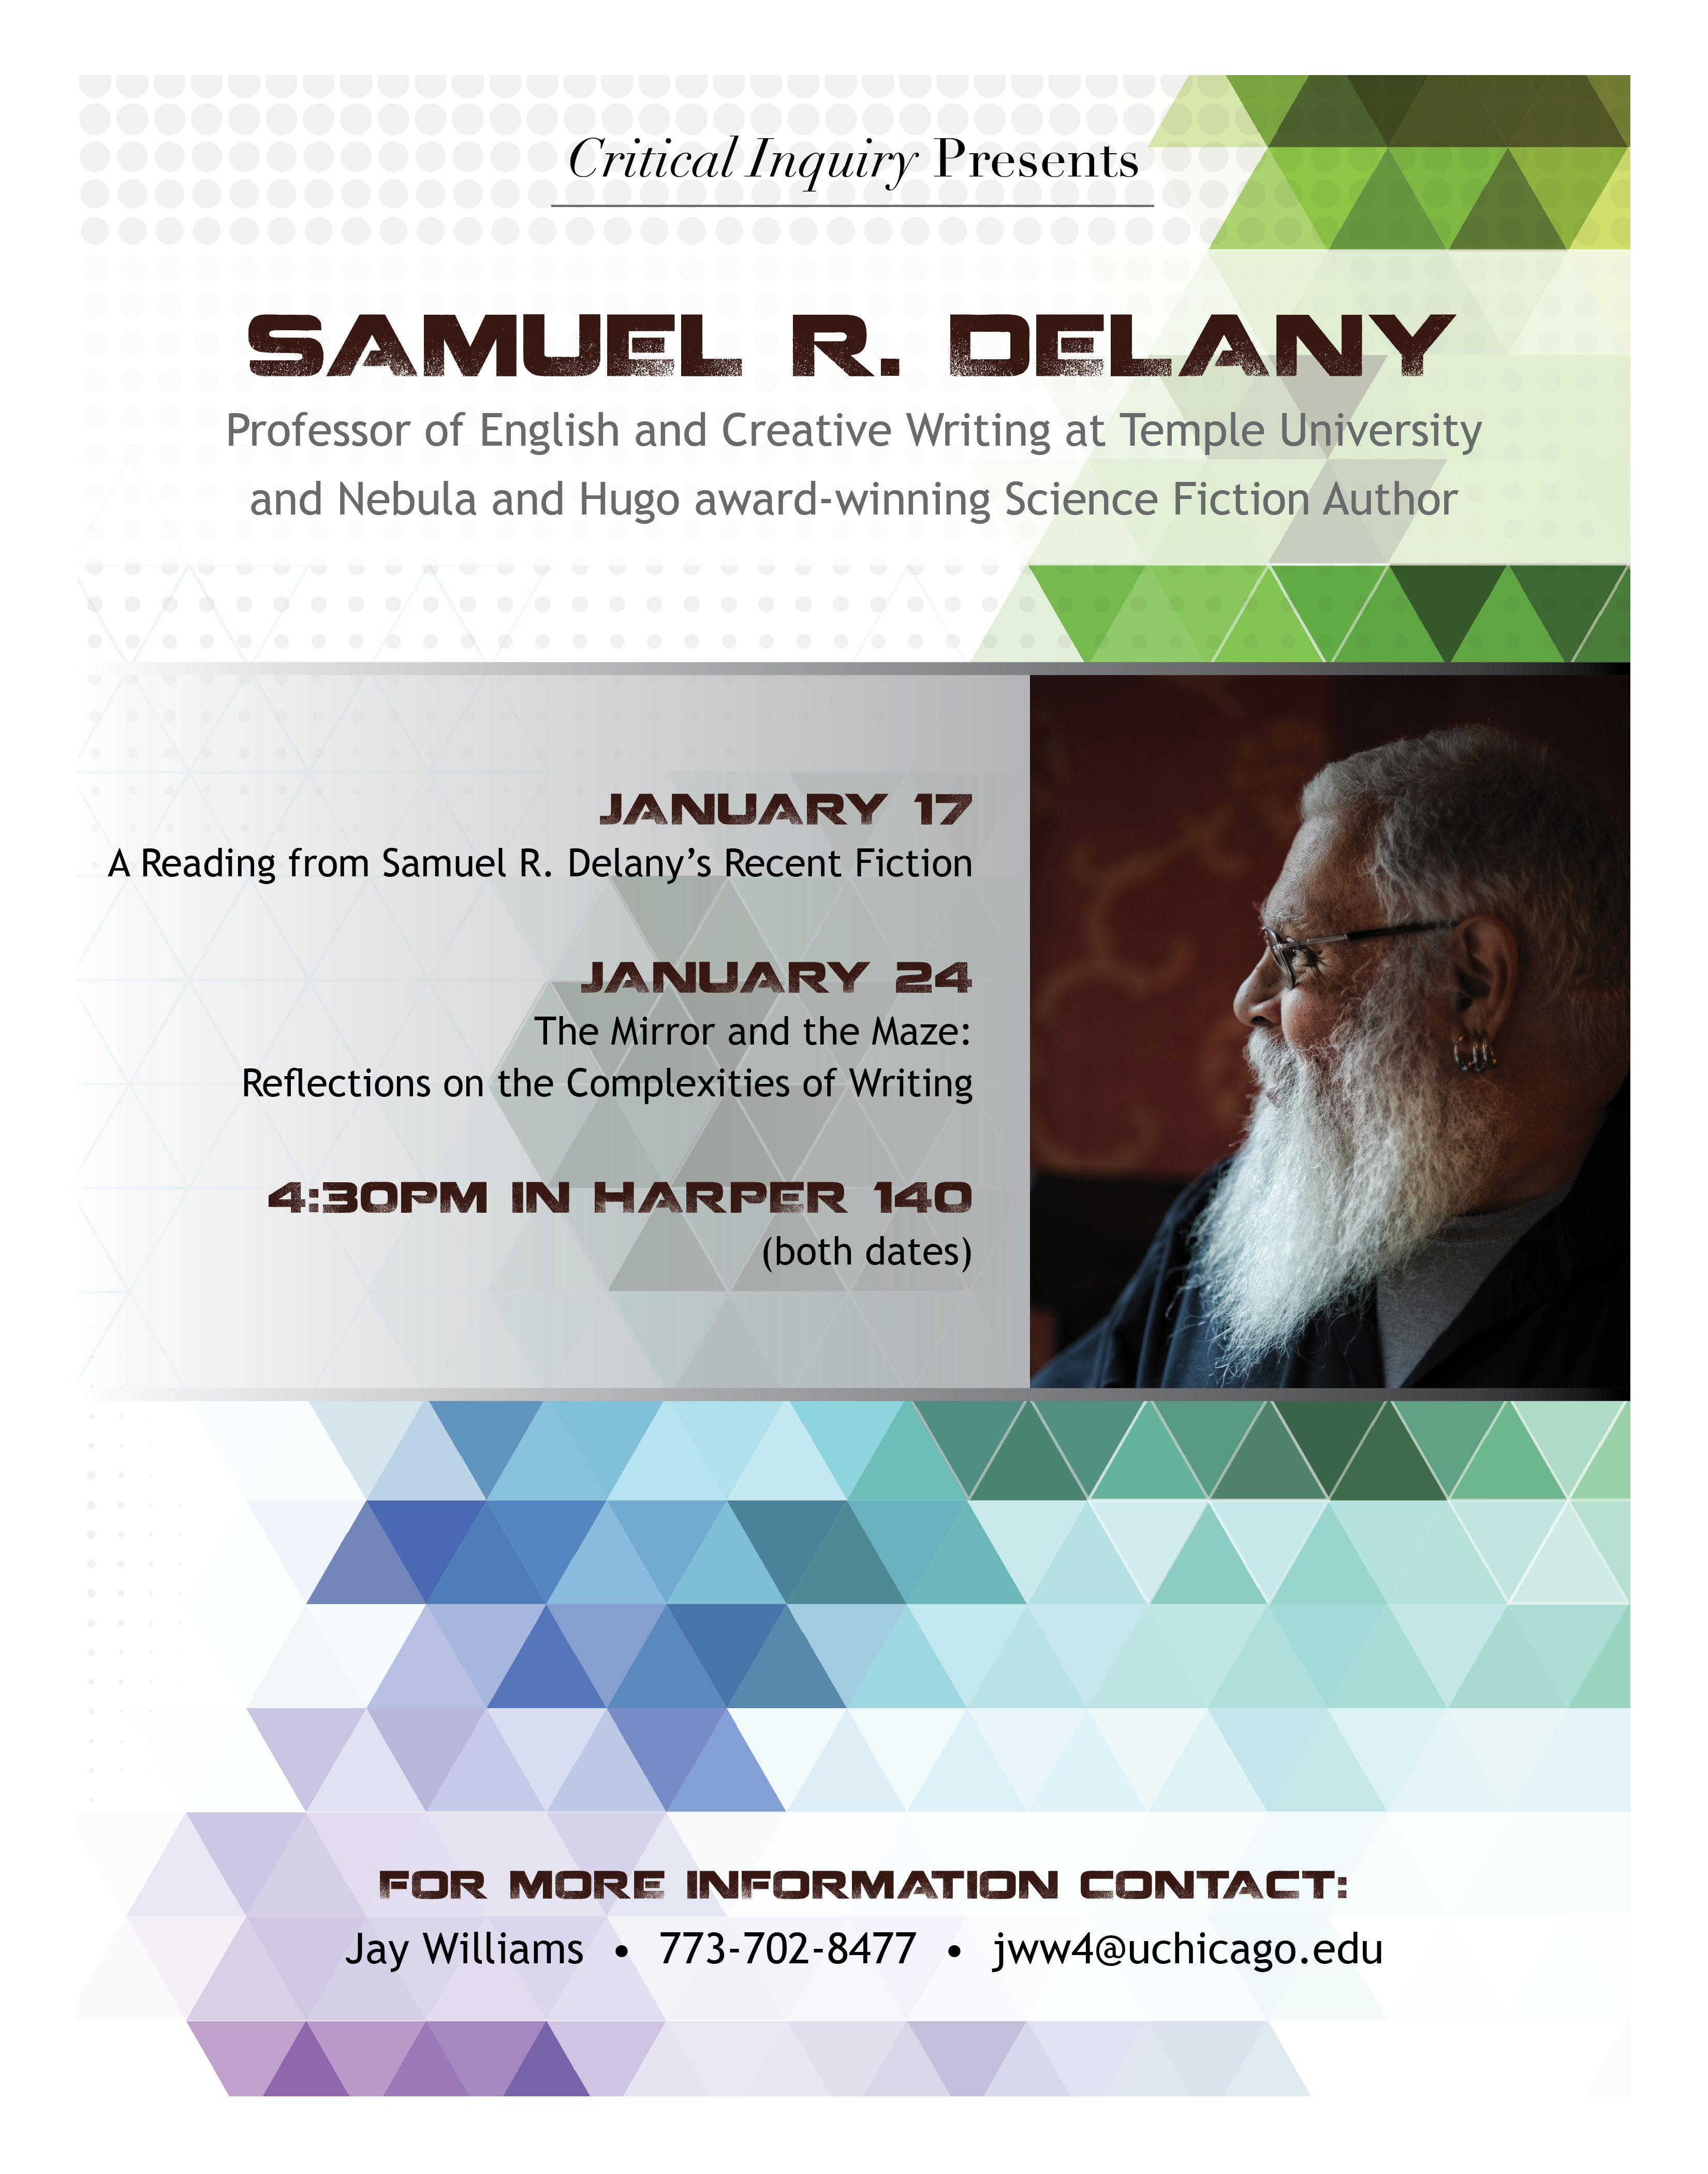 Critical Inquiry Presents
SAMUEL R. DELANY
Professor of English and Creative Writing at Temple University
and Nebula and Hugo award-winning Science Fiction Author
JANUARY 17
A Reading from Samuel R. Delany’s Recent Fiction
JANUARY 24
The Mirror and the Maze:
Reflections on the Complexities of Writing
4:30PM IN HARPER 140
(both dates)
FOR MORE INFORMATION CONTACT:
Jay Williams • 773-702-8477 • jww4@uchicago.edu